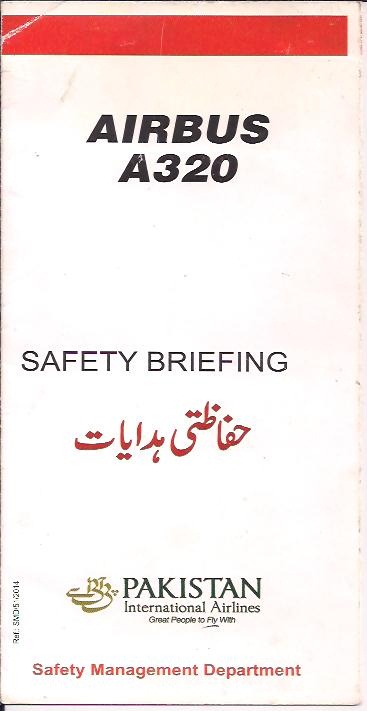 AIRBUS
A320
SAFETY BRIEFING
حفاظتی ہدایات
PAKISTAN
International Airlines
Great People to Fly With
Safety Management Department